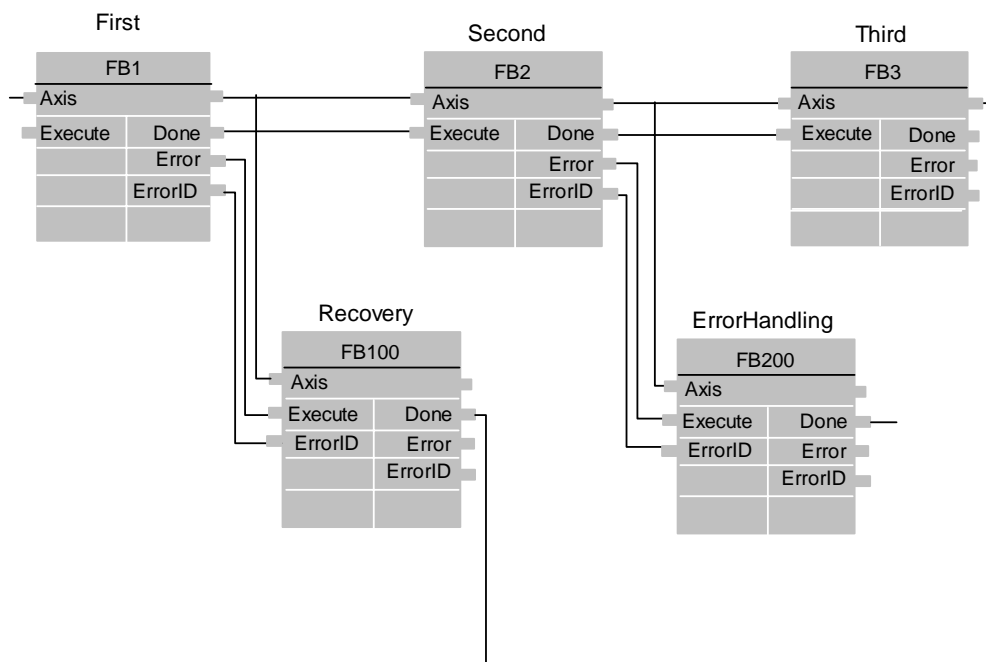 First
FB1
Axis
Execute Done
Error
ErrorID
Second
FB2
Axis
Execute Done
Error
ErrorID
Third
FB3
Axis
Execute Done
Error
ErrorID
Recovery
FB100
Axis
Execute Done
ErrorID Error
ErrorID
ErrorHandling
FB200
Axis
Execute Done
ErrorID Error
ErrorID